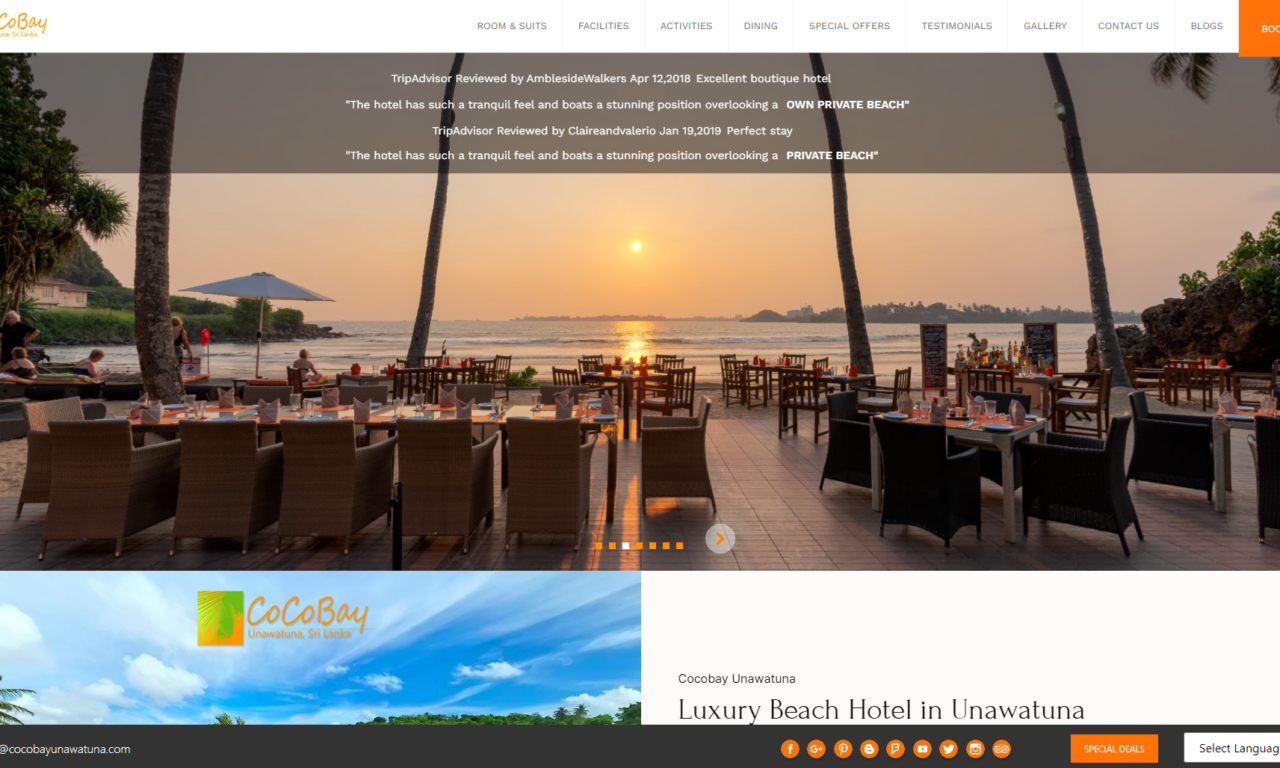 CoCoBay
una, Sri Lanka
ROOM & SUITS FACILITIES ACTIVITIES DINING SPECIAL OFFERS TESTIMONIALS GALLERY CONTACT US BLOGS BOO
TripAdvisor Reviewed by AmblesideWalkers Apr 12,2018 Excellent boutique hotel
"The hotel has such a tranquil feel and boats a stunning position overlooking a OWN PRIVATE BEACH"
TripAdvisor Reviewed by Claireandvalerio Jan 19,2019 Perfect stay
"The hotel has such a tranquil feel and boats a stunning position overlooking a PRIVATE BEACH"
CoCoBay
Unawatuna, Sri Lanka
Cocobay Unawatuna
Luxury Beach Hotel in Unawatuna
@cocobayunawatuna.com SPECIAL DEALS Select Languag